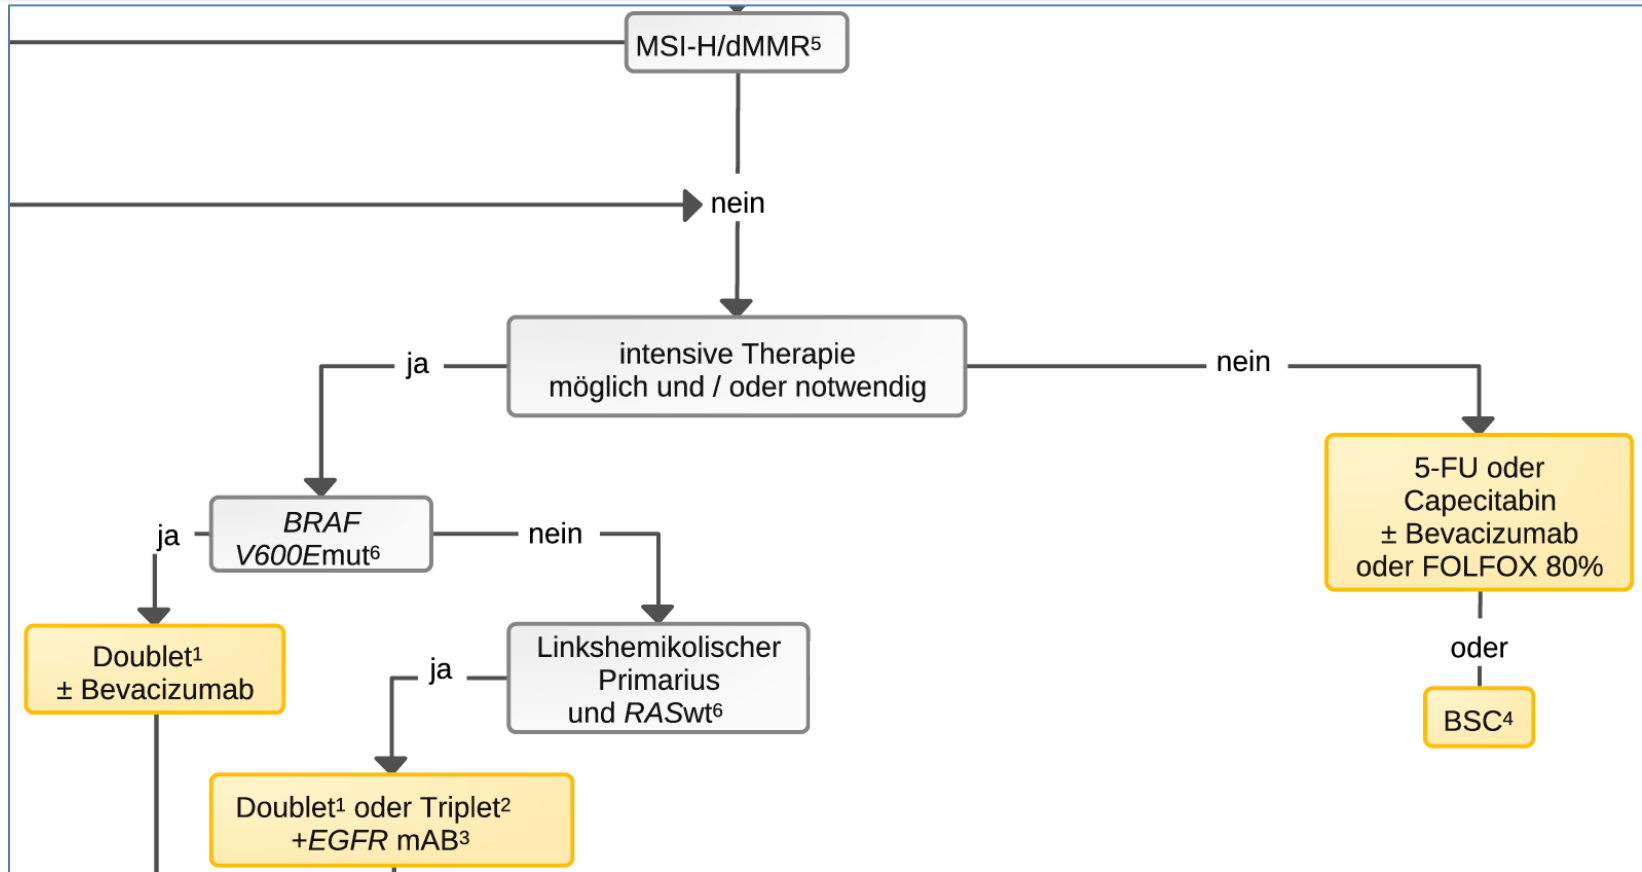 MSI-H/dMMR⁵
nein
intensive Therapie
möglich und / oder notwendig
ja
nein
BRAF
V600Emut⁶
ja
nein
5-FU oder
Capecitabin
± Bevacizumab
oder FOLFOX 80%
oder
BSC⁴
Doublet¹
± Bevacizumab
Linkshemikolischer
Primarius
und RASwt⁶
ja
Doublet¹ oder Triplet²
+EGFR mAB³